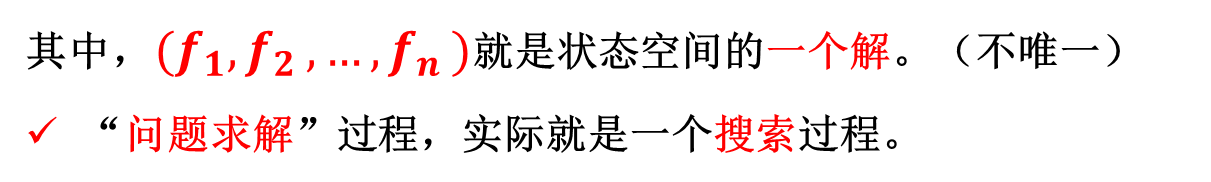 其中，(f₁, f₂, …, fₙ)就是状态空间的一个解。（不唯一）
✓ “问题求解”过程，实际就是一个搜索过程。